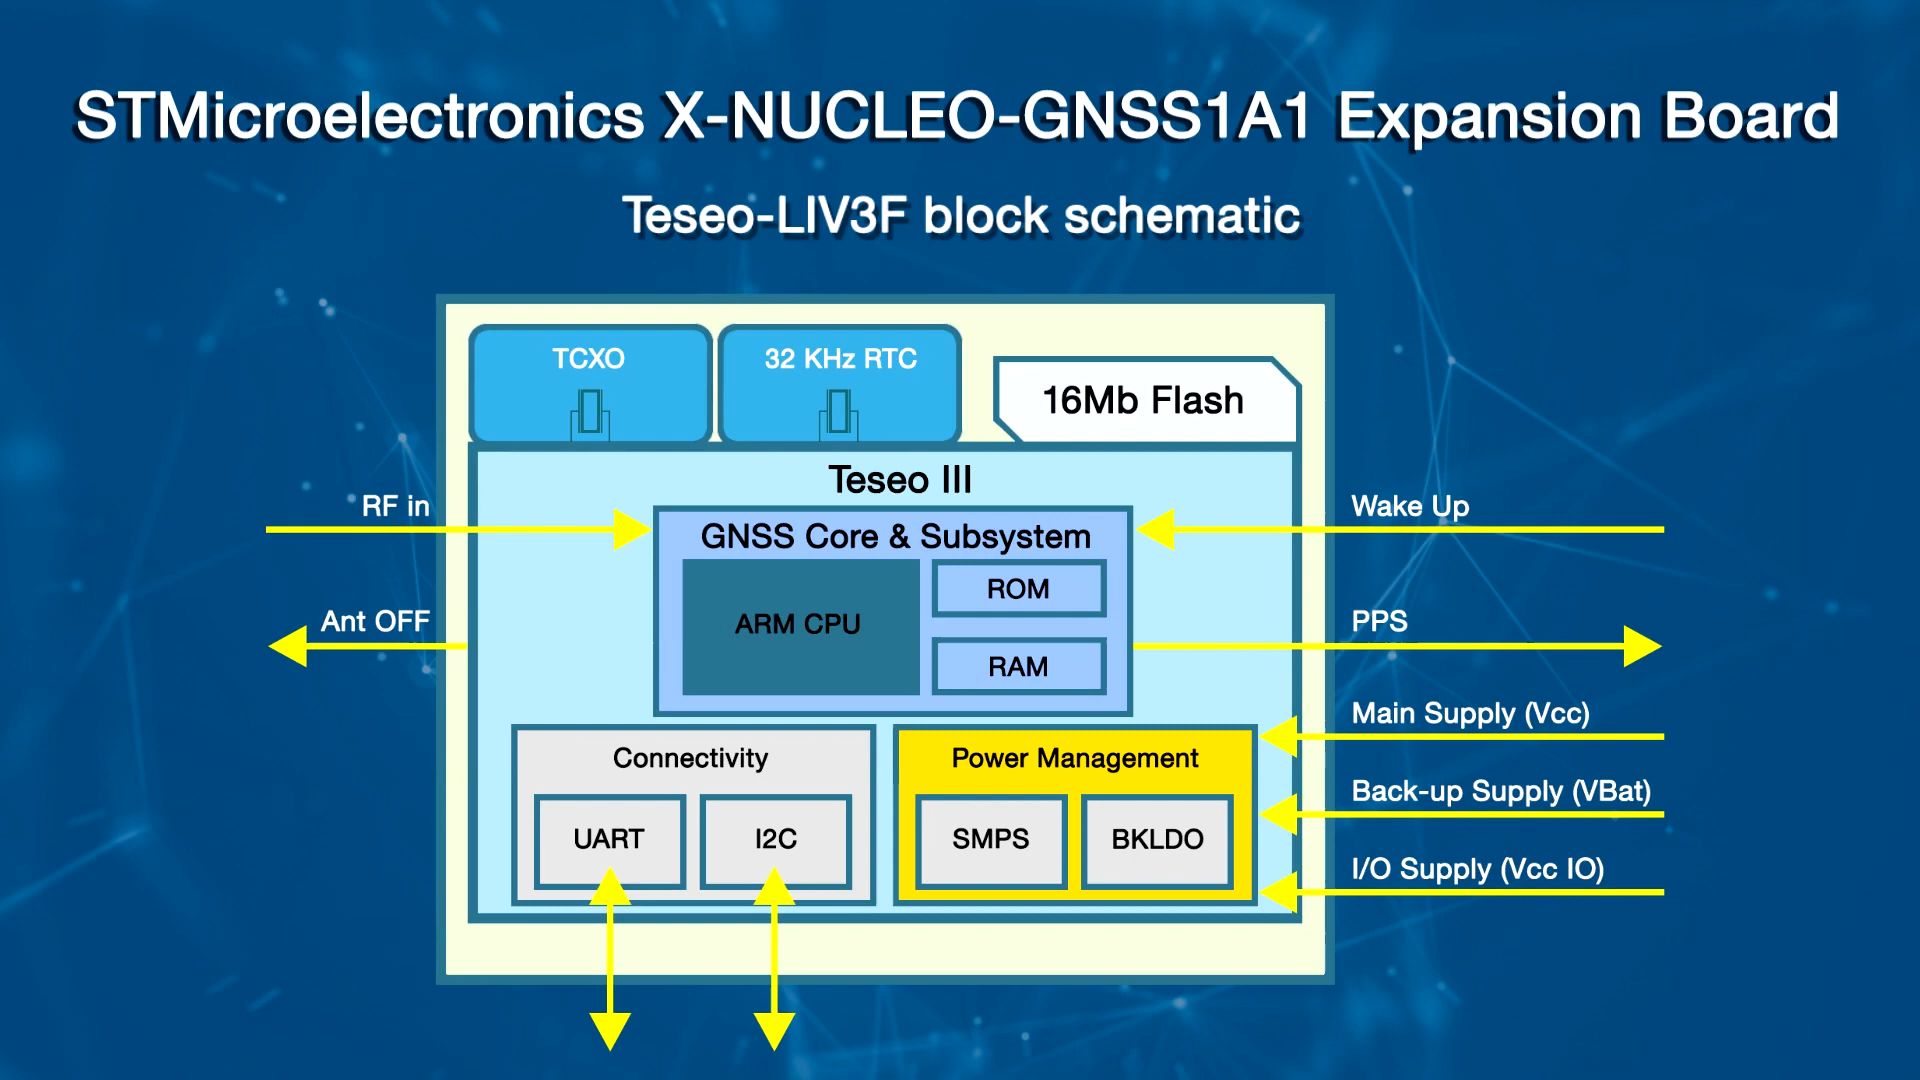 STMicroelectronics X-NUCLEO-GNSS1A1 Expansion Board
Teseo-LIV3F block schematic
TCXO
32 KHz RTC
16Mb Flash
Teseo III
RF in
GNSS Core & Subsystem
Wake Up
ROM
ARM CPU
Ant OFF
PPS
RAM
Main Supply (Vcc)
Connectivity
Power Management
Back-up Supply (VBat)
UART
I2C
SMPS
BKLDO
I/O Supply (Vcc IO)